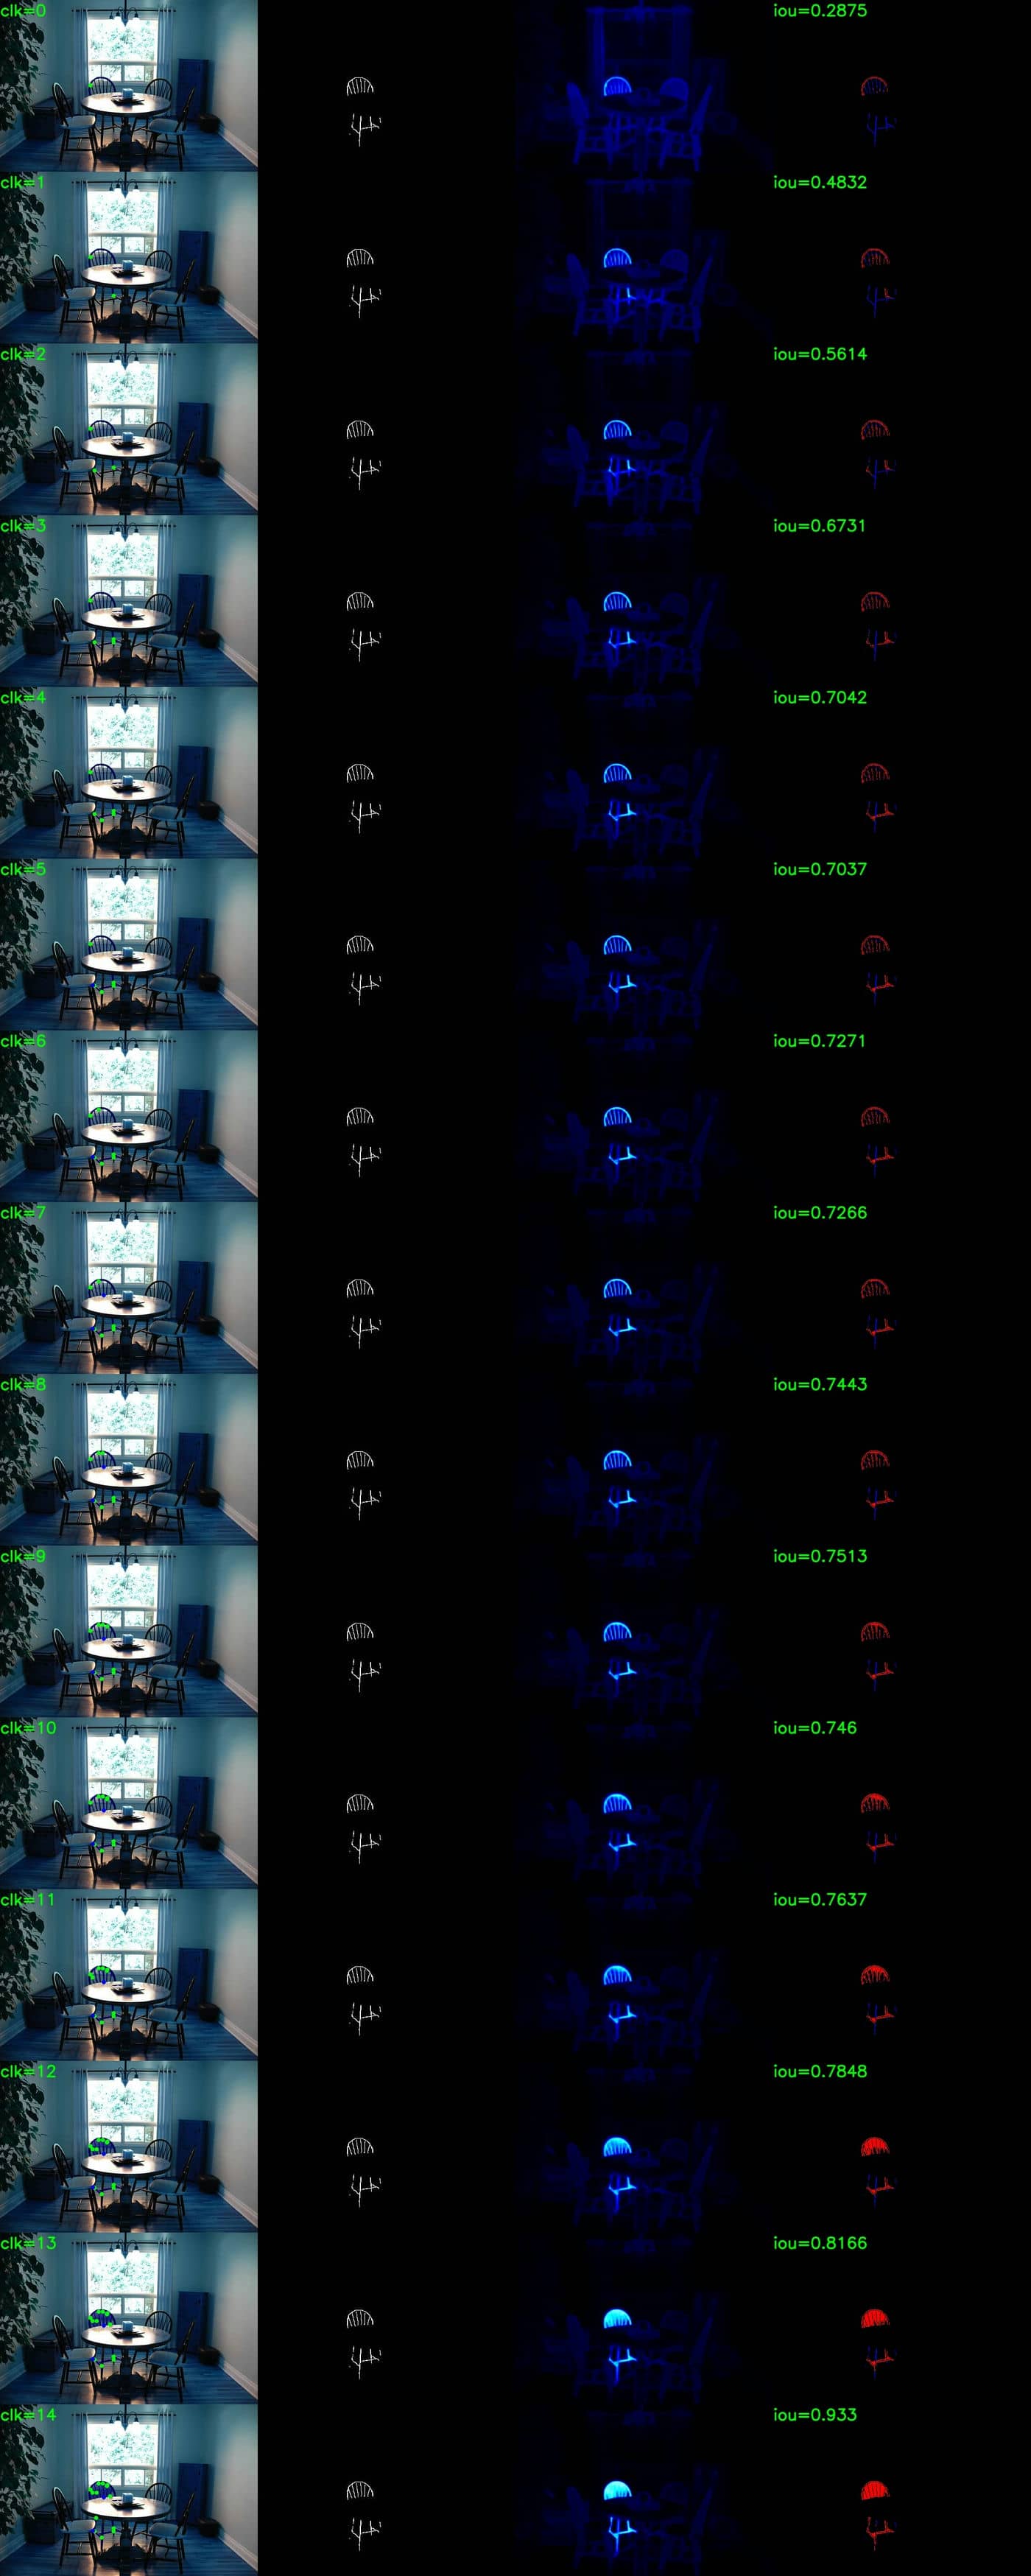 clk=0 iou=0.2875
clk=1 iou=0.4832
clk=2 iou=0.5614
clk=3 iou=0.6731
clk=4 iou=0.7042
clk=5 iou=0.7037
clk=6 iou=0.7271
clk=7 iou=0.7266
clk=8 iou=0.7443
clk=9 iou=0.7513
clk=10 iou=0.746
clk=11 iou=0.7637
clk=12 iou=0.7848
clk=13 iou=0.8166
clk=14 iou=0.933